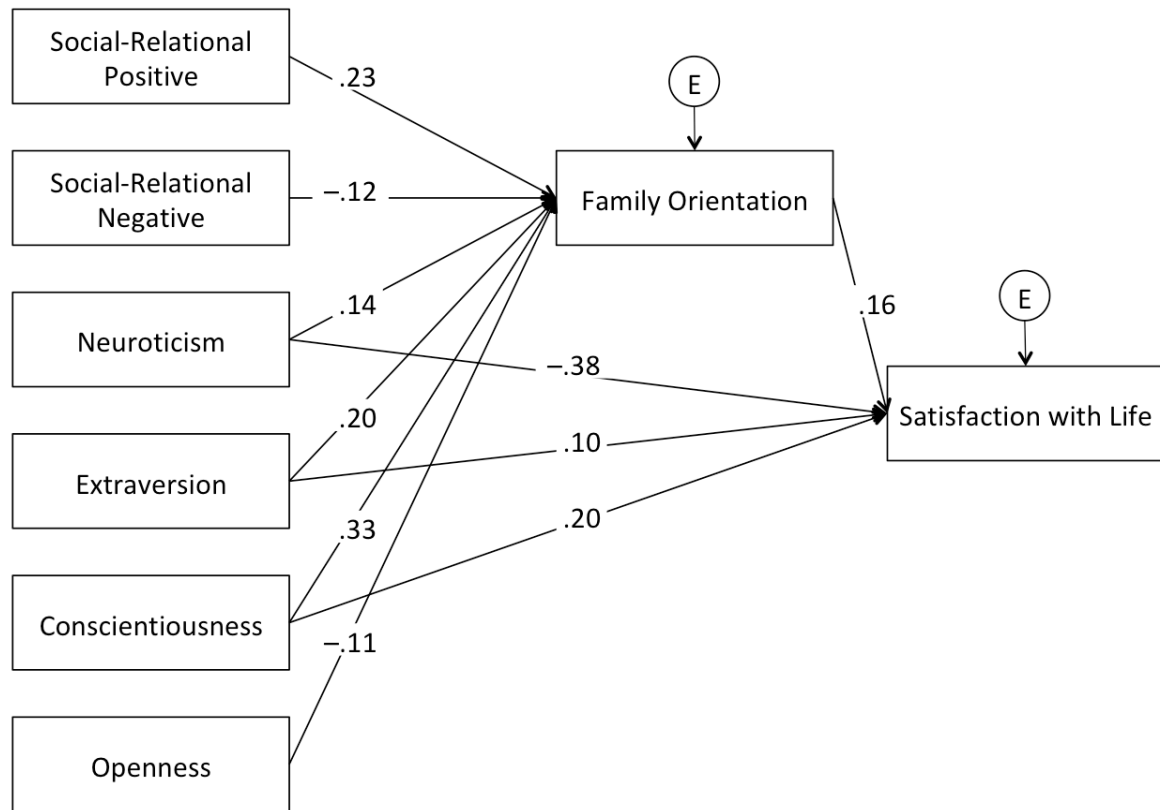 Social-Relational
Positive
.23
E
Social-Relational
Negative
–.12
Family Orientation
Neuroticism
.14
E
.16
–.38
Satisfaction with Life
Extraversion
.20
.10
Conscientiousness
.33
.20
–.11
Openness